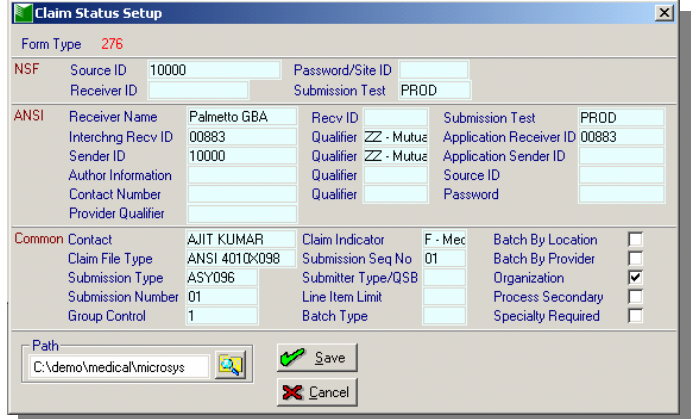 Claim Status Setup
Form Type 276
NSF Source ID 10000 Password/Site ID
Receiver ID Submission Test PROD
ANSI Receiver Name Palmetto GBA Recv ID Submission Test PROD
Interchng Recv ID 00883 Qualifier ZZ - Mutua Application Receiver ID 00883
Sender ID 10000 Qualifier ZZ - Mutua Application Sender ID
Author Information Qualifier Source ID
Contact Number Qualifier Password
Provider Qualifier
Common Contact AJIT KUMAR Claim Indicator F - Med Batch By Location
Claim File Type ANSI 4010X098 Submission Seq No 01 Batch By Provider
Submission Type ASY096 Submitter Type/QSB Organization
Submission Number 01 Line Item Limit Process Secondary
Group Control 1 Batch Type Specialty Required
Path
C:\demo\medical\microsys
Save
Cancel